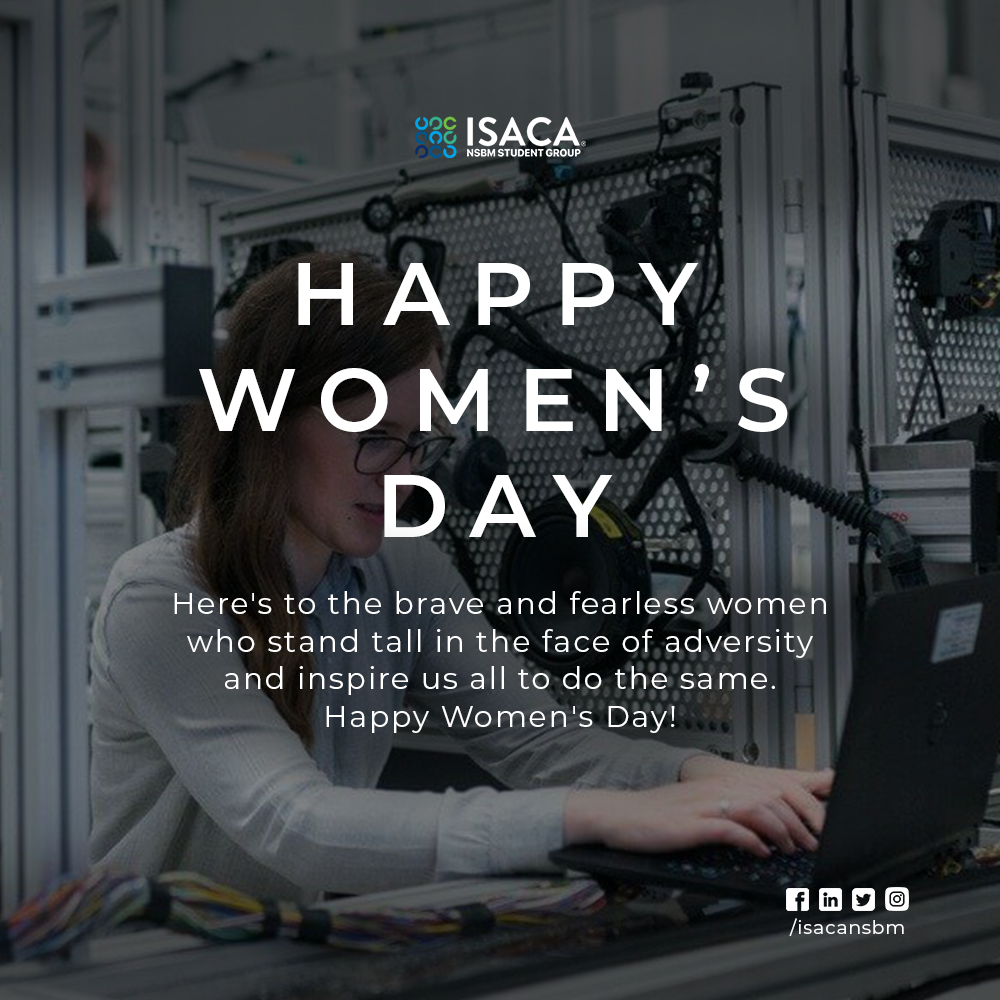 ISACA
NSBM STUDENT GROUP
HAPPY
WOMEN’S
DAY
Here's to the brave and fearless women
who stand tall in the face of adversity
and inspire us all to do the same.
Happy Women's Day!
/isacansbm